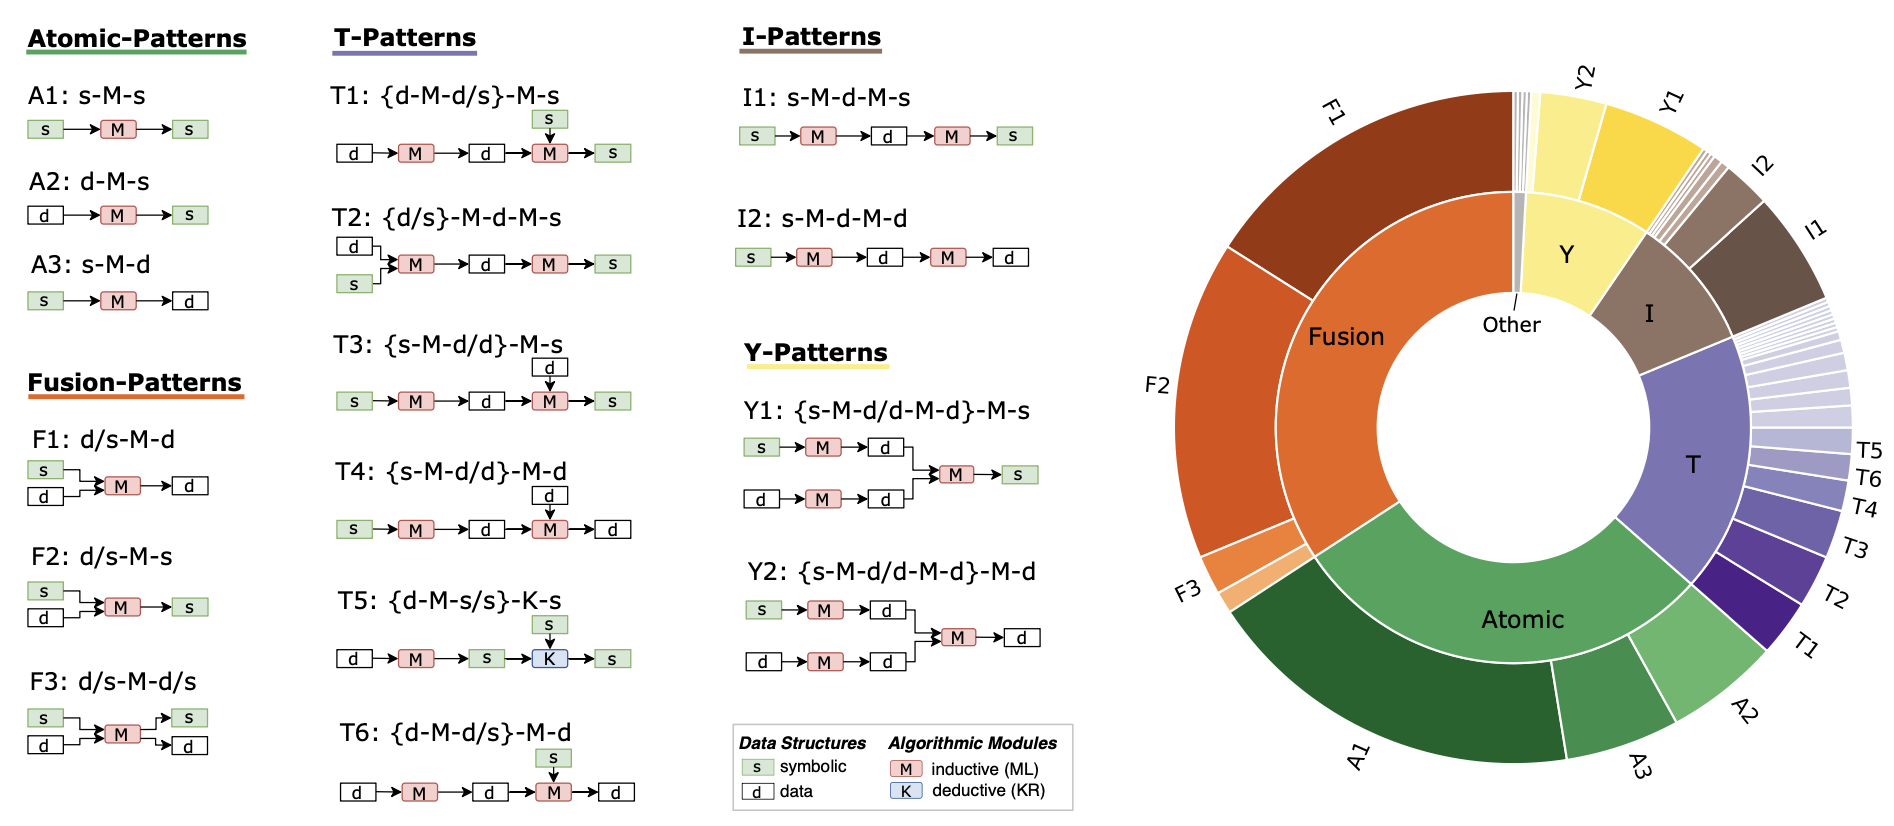 Atomic-Patterns
A1: s-M-s
s M s
A2: d-M-s
d M s
A3: s-M-d
s M d
Fusion-Patterns
F1: d/s-M-d
s
d M d
F2: d/s-M-s
s
d M s
F3: d/s-M-d/s
s s
M
d d
T-Patterns
T1: {d-M-d/s}-M-s
s
d M d M s
T2: {d/s}-M-d-M-s
d
M d M s
s
T3: {s-M-d/d}-M-s
d
s M d M s
T4: {s-M-d/d}-M-d
d
s M d M d
T5: {d-M-s/s}-K-s
s
d M s K s
T6: {d-M-d/s}-M-d
s
d M d M d
I-Patterns
I1: s-M-d-M-s
s M d M s
I2: s-M-d-M-d
s M d M d
Y-Patterns
Y1: {s-M-d/d-M-d}-M-s
s M d
M s
d M d
Y2: {s-M-d/d-M-d}-M-d
s M d
M d
d M d
Data Structures Algorithmic Modules
s symbolic M inductive (ML)
d data K deductive (KR)
Y2
Y1
I2
I1
T5
T6
T4
T3
T2
T1
A2
A3
A1
F3
F2
F1
Fusion
Other
Y
I
T
Atomic